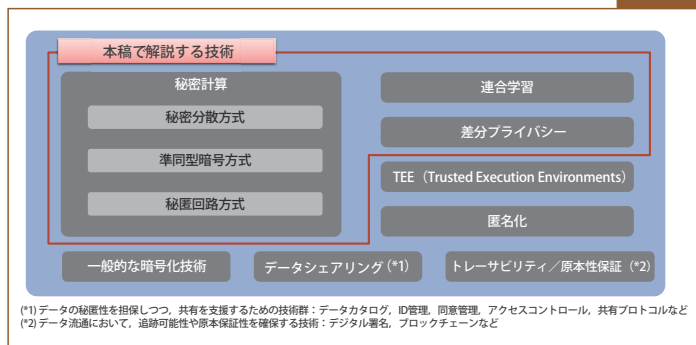 本稿で解説する技術
秘密計算
秘密分散方式
準同型暗号方式
秘匿回路方式
連合学習
差分プライバシー
TEE（Trusted Execution Environments）
匿名化
一般的な暗号化技術
データシェアリング（*1）
トレーサビリティ／原本性保証（*2）
(*1) データの秘匿性を担保しつつ，共有を支援するための技術群：データカタログ，ID管理，同意管理，アクセスコントロール，共有プロトコルなど
(*2) データ流通において，追跡可能性や原本保証性を確保する技術：デジタル署名，ブロックチェーンなど